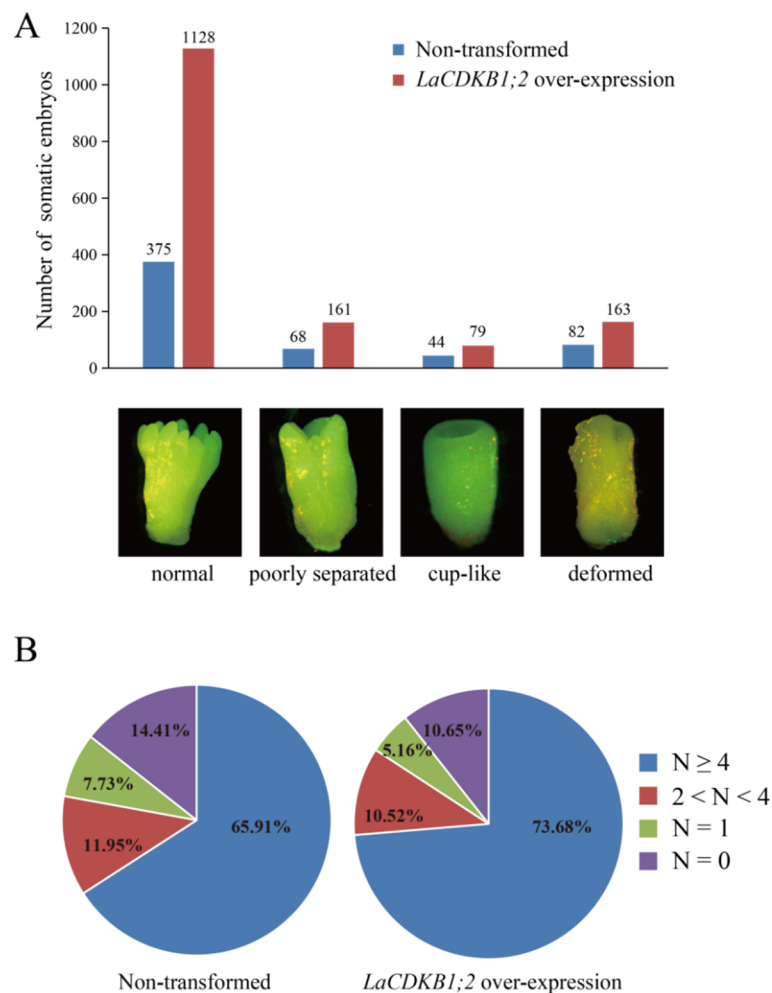 A
1200
1000
800
600
400
200
0
Number of somatic embryos
Non-transformed
LaCDKB1;2 over-expression
375
1128
68
161
44
79
82
163
normal
poorly separated
cup-like
deformed
B
14.41%
7.73%
11.95%
65.91%
10.65%
5.16%
10.52%
73.68%
N ≥ 4
2 < N < 4
N = 1
N = 0
Non-transformed
LaCDKB1;2 over-expression